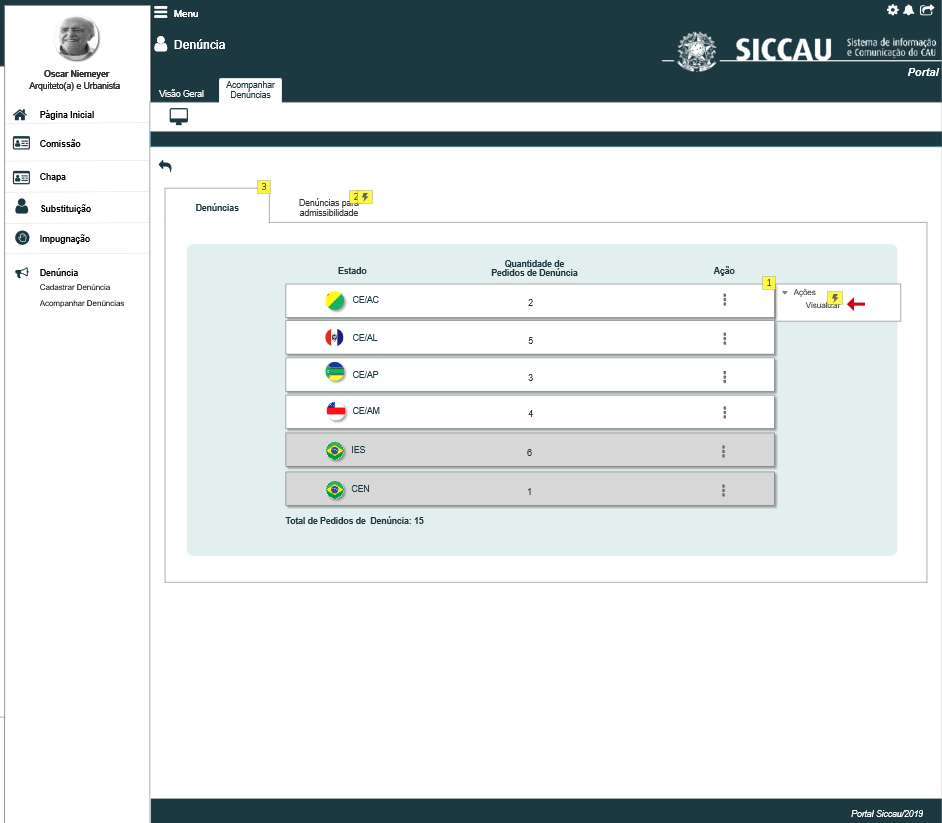 Oscar Niemeyer
Arquiteto(a) e Urbanista
Página Inicial
Comissão
Chapa
Substituição
Impugnação
Denúncia
Cadastrar Denúncia
Acompanhar Denúncias
Menu
Denúncia
SICCAU
Sistema de informação
e Comunicação do CAU
Portal
Visão Geral
Acompanhar
Denúncias
3
2
Denúncias
Denúncias para
admissibilidade
Estado
Quantidade de
Pedidos de Denúncia
Ação
1
CE/AC 2
Ações
Visualizar
CE/AL 5
CE/AP 3
CE/AM 4
IES 6
CEN 1
Total de Pedidos de Denúncia: 15
Portal Siccau/2019